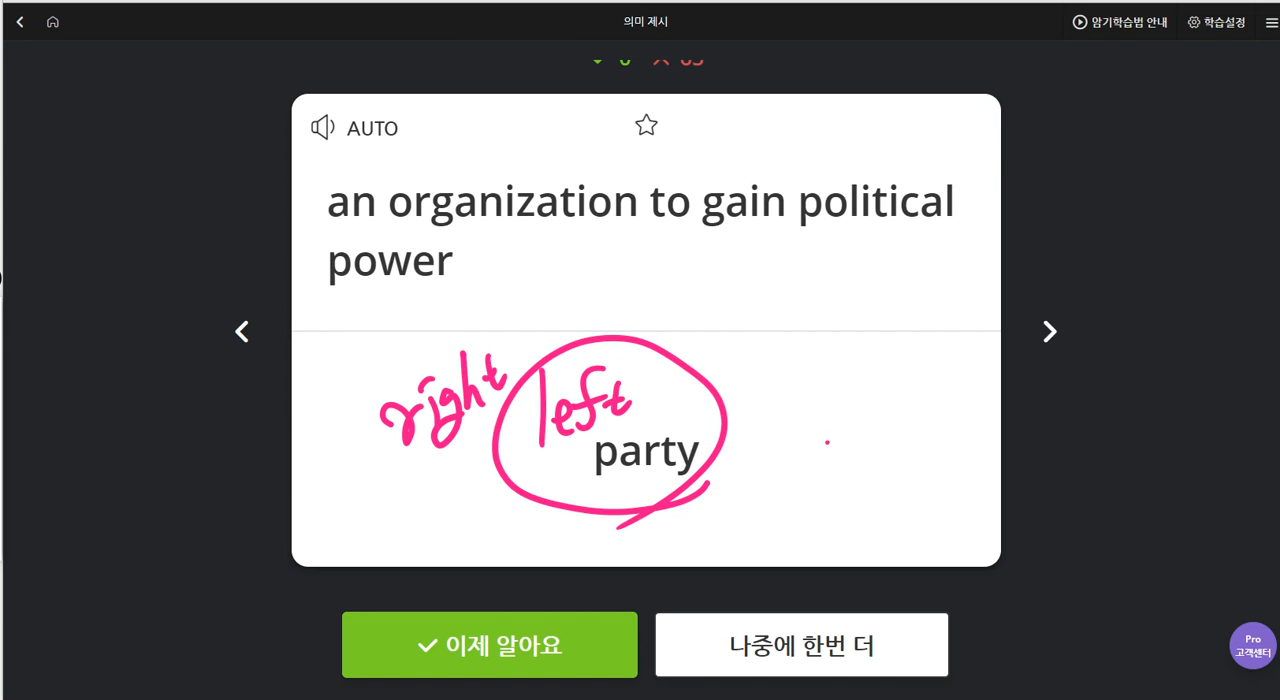 의미 제시
암기학습법 안내
학습설정
AUTO
an organization to gain political
power
right left
party
이제 알아요
나중에 한번 더
Pro
고객센터